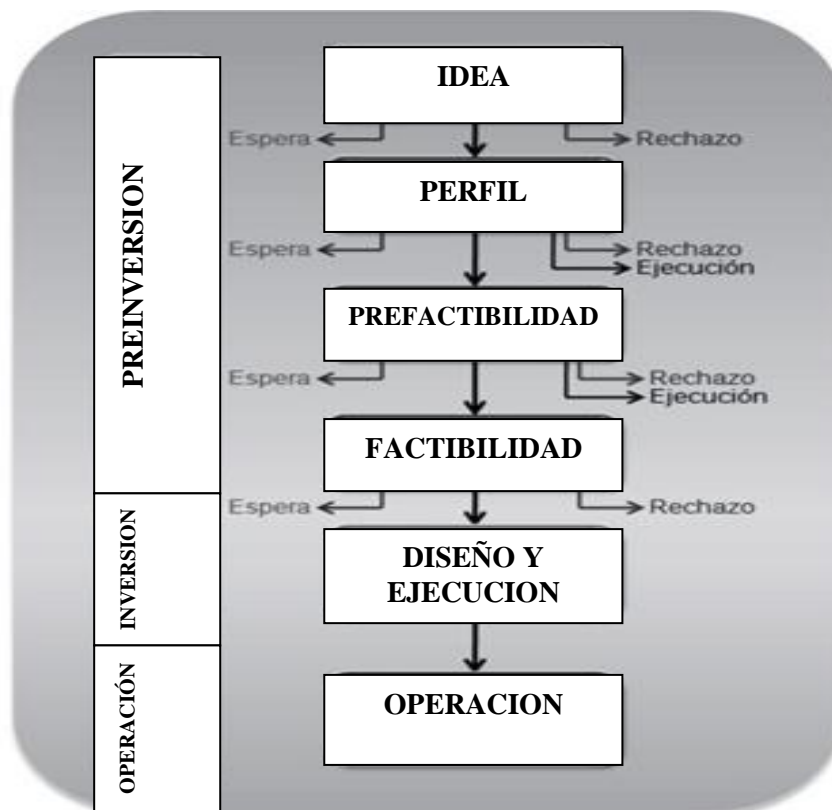 PREINVERSION
IDEA
Espera
Rechazo
PERFIL
Espera
Rechazo
Ejecución
PREFACTIBILIDAD
Espera
Rechazo
Ejecución
FACTIBILIDAD
Espera
Rechazo
INVERSION
DISEÑO Y
EJECUCION
OPERACIÓN
OPERACION